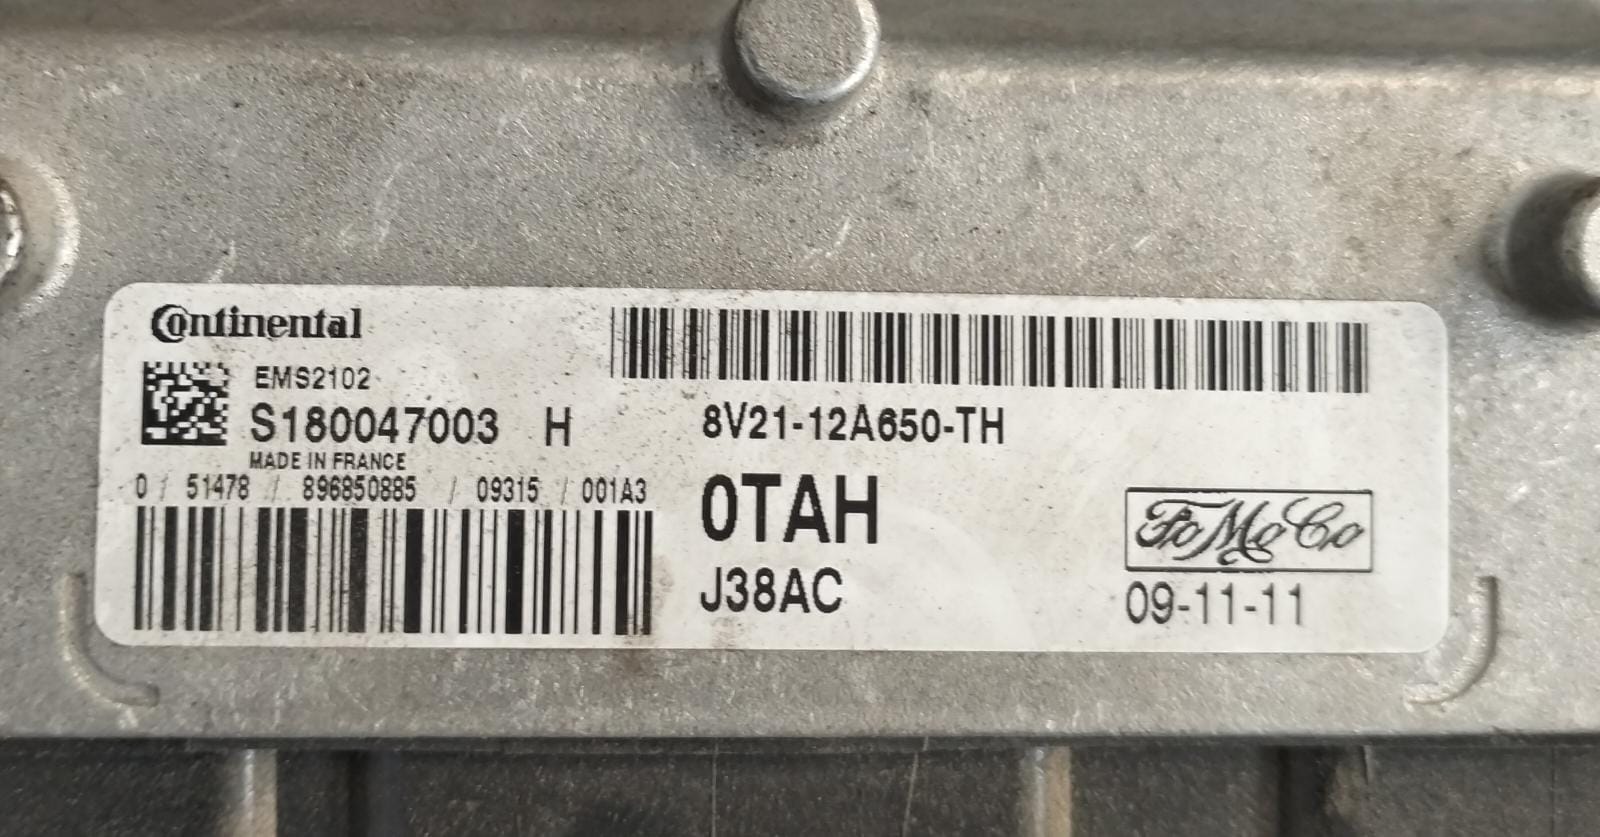 Continental
EMS2102
S180047003 H
MADE IN FRANCE
0 / 51478 / 896850885 / 09315 / 001A3
8V21-12A650-TH
0TAH
J38AC
FoMoCo
09-11-11